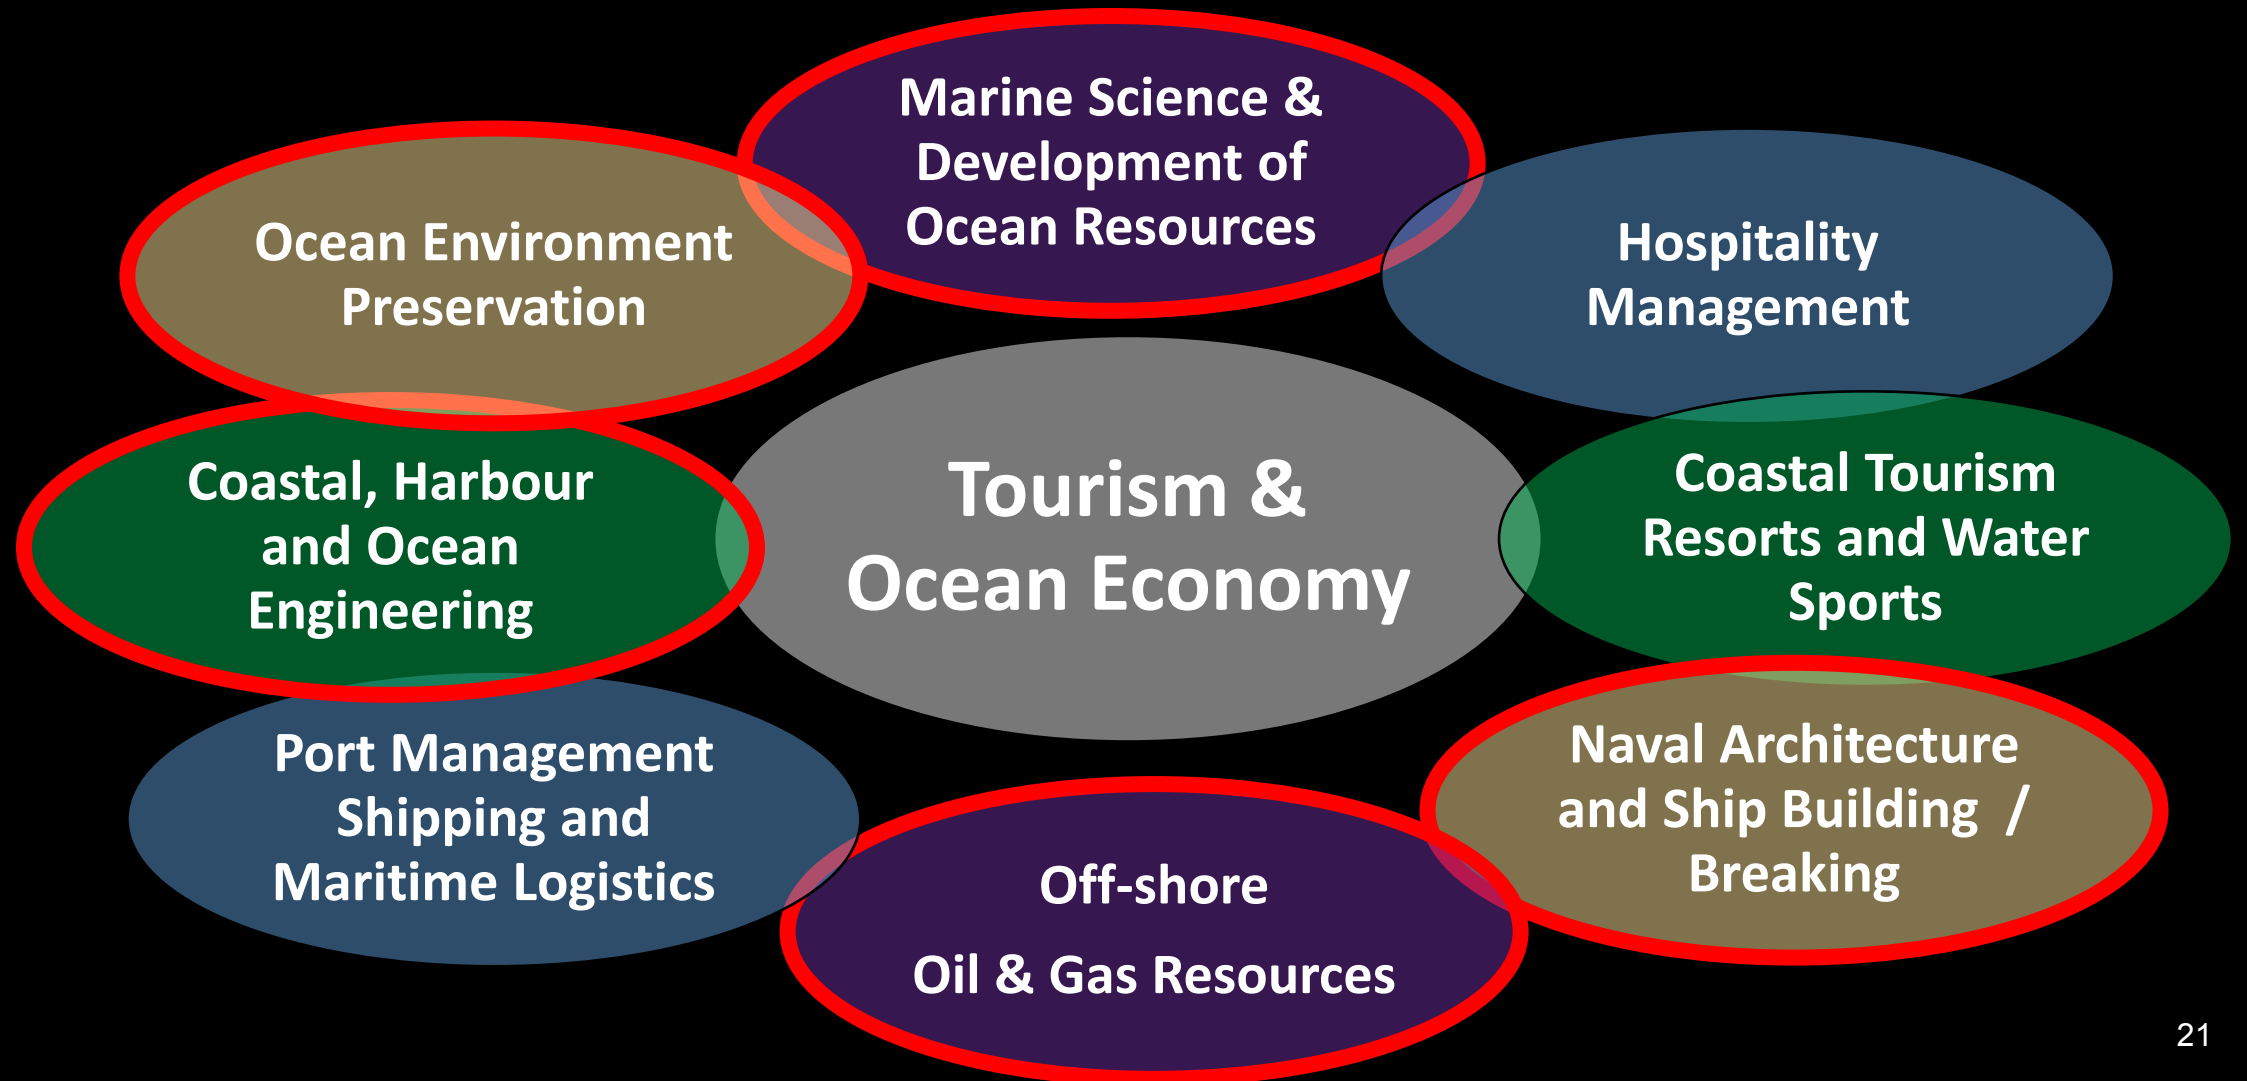 Marine Science &
Development of
Ocean Resources
Ocean Environment
Preservation
Hospitality
Management
Coastal, Harbour
and Ocean
Engineering
Tourism &
Ocean Economy
Coastal Tourism
Resorts and Water
Sports
Port Management
Shipping and
Maritime Logistics
Naval Architecture
and Ship Building  /
Breaking
Off-shore
Oil & Gas Resources
21